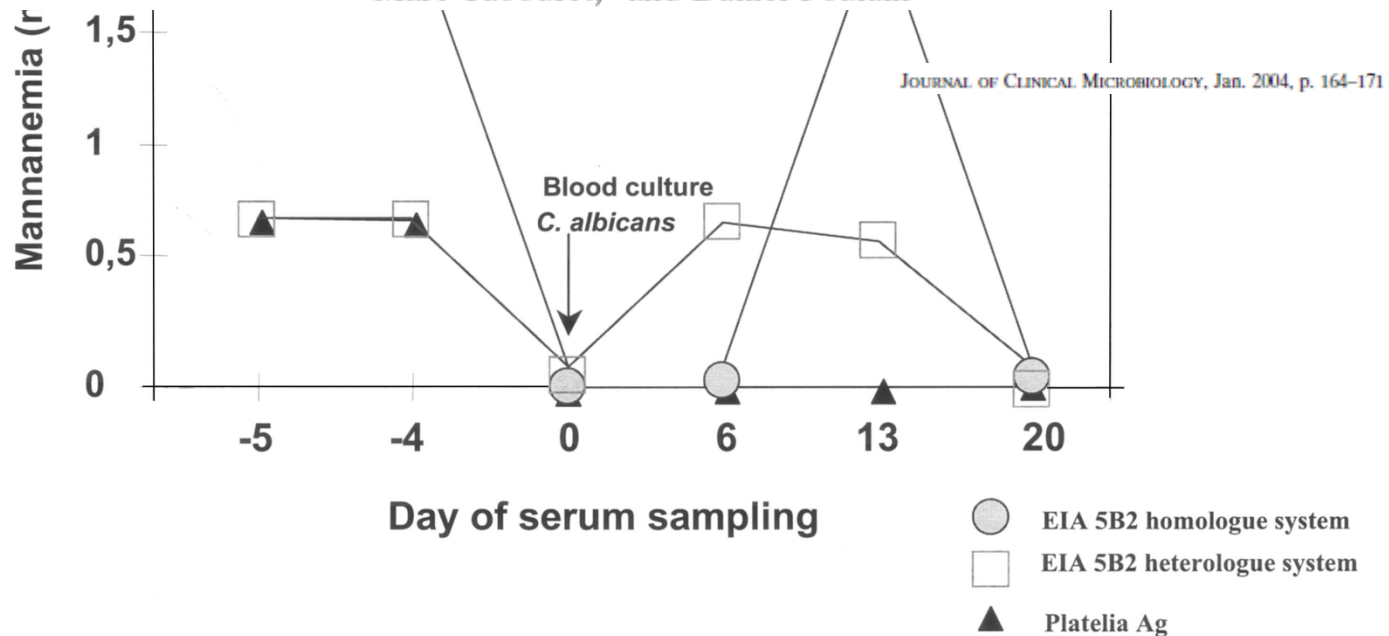 1,5
JOURNAL OF CLINICAL MICROBIOLOGY, Jan. 2004, p. 164–171
1
Mannanemia
Blood culture
C. albicans
0,5
0
-5 -4 0 6 13 20
Day of serum sampling
EIA 5B2 homologue system
EIA 5B2 heterologue system
Platelia Ag